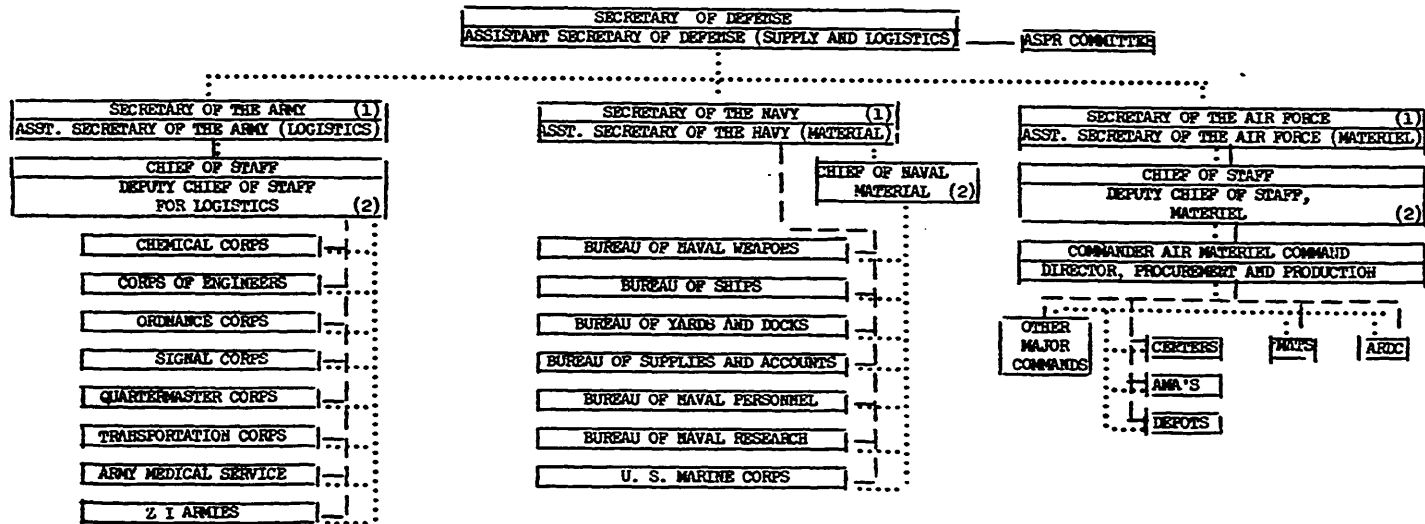 SECRETARY OF DEFENSE
ASSISTANT SECRETARY OF DEFENSE (SUPPLY AND LOGISTICS)
ASPR COMMITTEE
SECRETARY OF THE ARMY (1)
ASST. SECRETARY OF THE ARMY (LOGISTICS)
CHIEF OF STAFF
DEPUTY CHIEF OF STAFF
FOR LOGISTICS (2)
CHEMICAL CORPS
CORPS OF ENGINEERS
ORDNANCE CORPS
SIGNAL CORPS
QUARTERMASTER CORPS
TRANSPORTATION CORPS
ARMY MEDICAL SERVICE
Z I ARMIES
SECRETARY OF THE NAVY (1)
ASST. SECRETARY OF THE NAVY (MATERIAL)
CHIEF OF NAVAL
MATERIAL (2)
BUREAU OF NAVAL WEAPONS
BUREAU OF SHIPS
BUREAU OF YARDS AND DOCKS
BUREAU OF SUPPLIES AND ACCOUNTS
BUREAU OF NAVAL PERSONNEL
BUREAU OF NAVAL RESEARCH
U. S. MARINE CORPS
SECRETARY OF THE AIR FORCE (1)
ASST. SECRETARY OF THE AIR FORCE (MATERIEL)
CHIEF OF STAFF
DEPUTY CHIEF OF STAFF,
MATERIEL (2)
COMMANDER AIR MATERIEL COMMAND
DIRECTOR, PROCUREMENT AND PRODUCTION
OTHER
MAJOR
COMMANDS
CENTERS
AMA'S
DEPOTS
MATS
ARDC